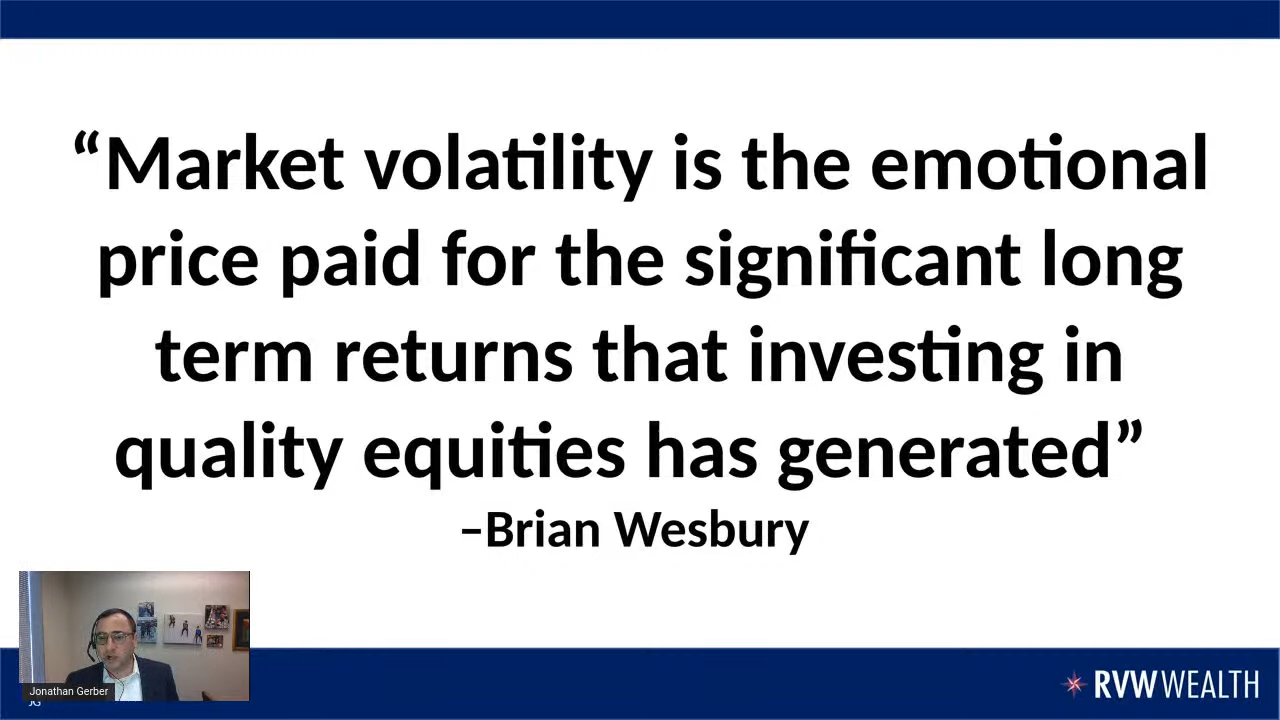 “Market volatility is the emotional
price paid for the significant long
term returns that investing in
quality equities has generated”
–Brian Wesbury
Jonathan Gerber
JG
RVW WEALTH